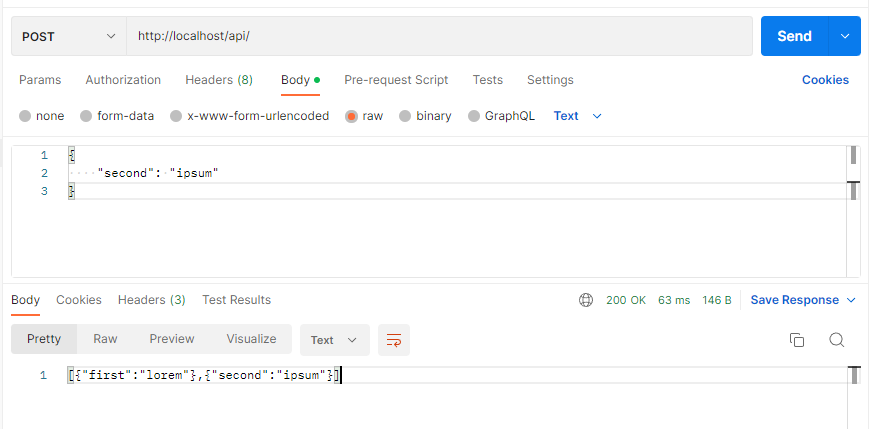 POST http://localhost/api/ Send
Params Authorization Headers (8) Body Pre-request Script Tests Settings Cookies
none form-data x-www-form-urlencoded raw binary GraphQL Text
1 {
2 ···· "second": "ipsum"
3 }
Body Cookies Headers (3) Test Results 200 OK 63 ms 146 B Save Response
Pretty Raw Preview Visualize Text
1 [{"first":"lorem"},{"second":"ipsum"}]